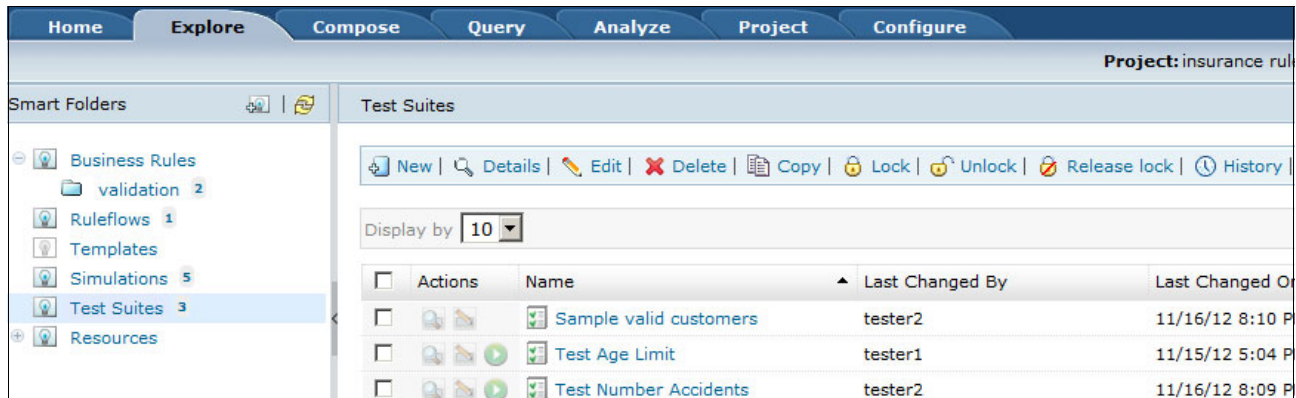 Home Explore Compose Query Analyze Project Configure
Project: insurance rul
Smart Folders |
Test Suites
Business Rules
validation 2
Ruleflows 1
Templates
Simulations 5
Test Suites 3
Resources
New | Details | Edit | Delete | Copy | Lock | Unlock | Release lock | History |
Display by 10
Actions Name Last Changed By Last Changed On
Sample valid customers tester2 11/16/12 8:10 P
Test Age Limit tester1 11/15/12 5:04 P
Test Number Accidents tester2 11/16/12 8:09 P